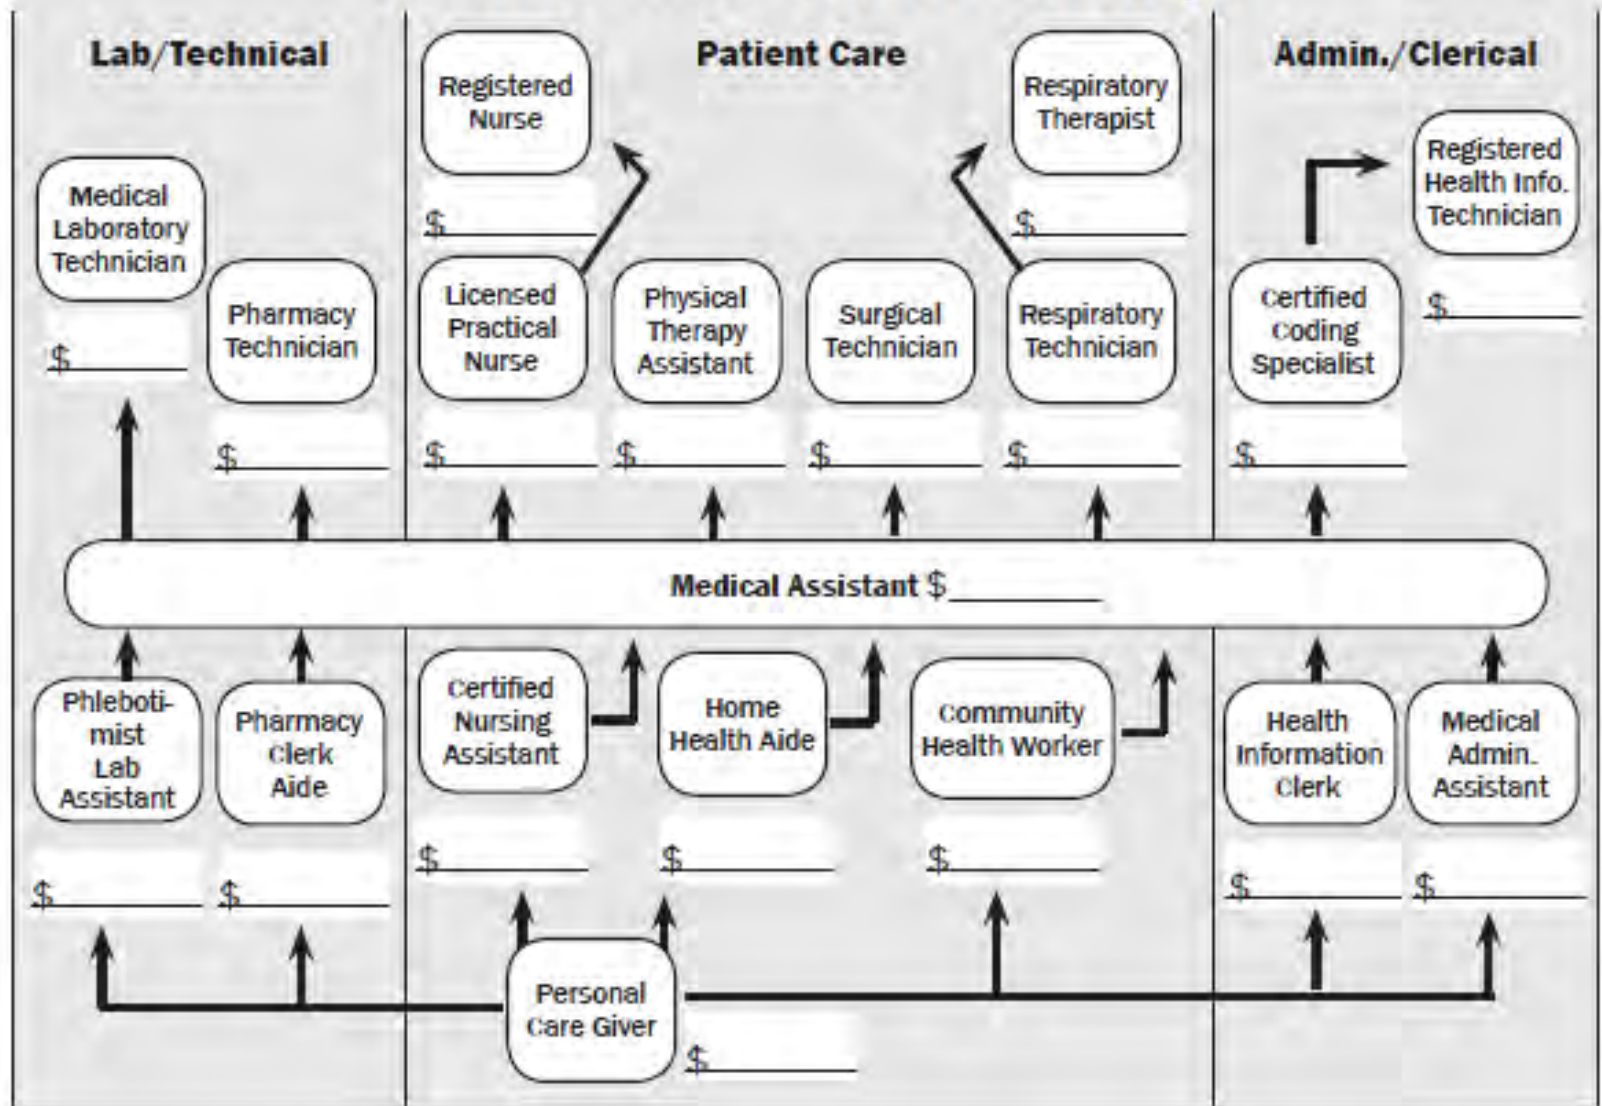 Lab/Technical
Patient Care
Admin./Clerical
Registered
Nurse
$
Respiratory
Therapist
$
Registered
Health Info.
Technician
$
Medical
Laboratory
Technician
$
Pharmacy
Technician
$
Licensed
Practical
Nurse
$
Physical
Therapy
Assistant
$
Surgical
Technician
$
Respiratory
Technician
$
Certified
Coding
Specialist
$
Medical Assistant $
Phleboti-
mist
Lab
Assistant
$
Pharmacy
Clerk
Aide
$
Certified
Nursing
Assistant
$
Home
Health Aide
$
Community
Health Worker
$
Health
Information
Clerk
$
Medical
Admin.
Assistant
$
Personal
Care Giver
$